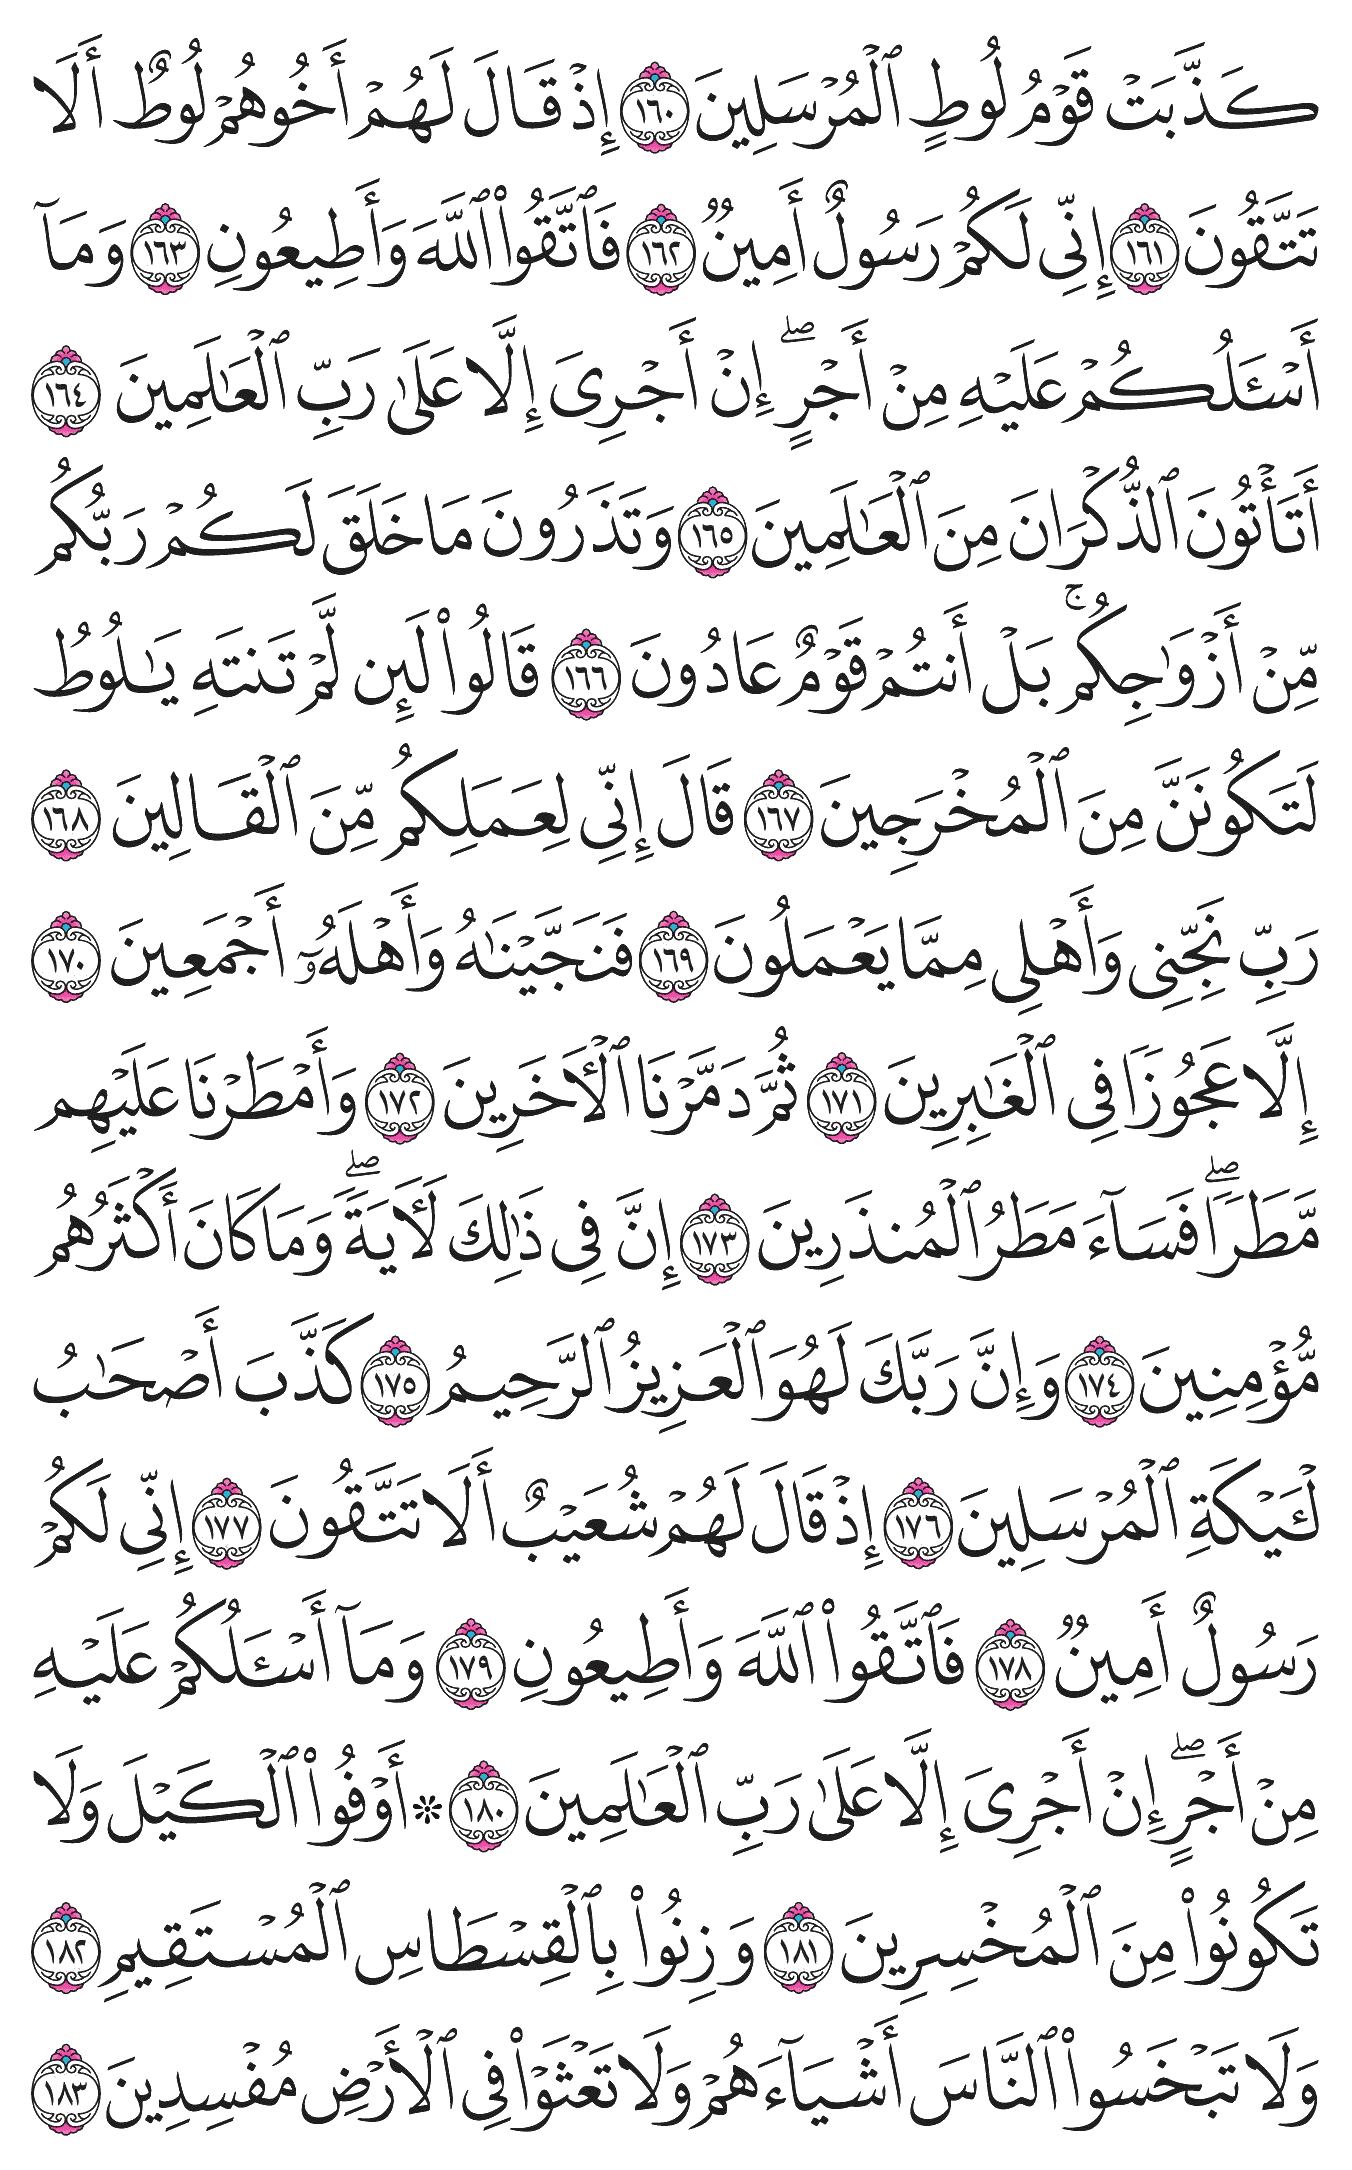 كَذَّبَتۡ قَوۡمُ لُوطٍ ٱلۡمُرۡسَلِينَ ١٦٠ إِذۡ قَالَ لَهُمۡ أَخُوهُمۡ لُوطٌ أَلَا
تَتَّقُونَ ١٦١ إِنِّي لَكُمۡ رَسُولٌ أَمِينٞ ١٦٢ فَٱتَّقُواْ ٱللَّهَ وَأَطِيعُونِ ١٦٣ وَمَآ
أَسۡـَٔلُكُمۡ عَلَيۡهِ مِنۡ أَجۡرٍۖ إِنۡ أَجۡرِيَ إِلَّا عَلَىٰ رَبِّ ٱلۡعَٰلَمِينَ ١٦٤
أَتَأۡتُونَ ٱلذُّكۡرَانَ مِنَ ٱلۡعَٰلَمِينَ ١٦٥ وَتَذَرُونَ مَا خَلَقَ لَكُمۡ رَبُّكُم
مِّنۡ أَزۡوَٰجِكُمۚ بَلۡ أَنتُمۡ قَوۡمٌ عَادُونَ ١٦٦ قَالُواْ لَئِن لَّمۡ تَنتَهِ يَٰلُوطُ
لَتَكُونَنَّ مِنَ ٱلۡمُخۡرَجِينَ ١٦٧ قَالَ إِنِّي لِعَمَلِكُم مِّنَ ٱلۡقَالِينَ ١٦٨
رَبِّ نَجِّنِي وَأَهۡلِي مِمَّا يَعۡمَلُونَ ١٦٩ فَنَجَّيۡنَٰهُ وَأَهۡلَهُۥٓ أَجۡمَعِينَ ١٧٠
إِلَّا عَجُوزٗا فِي ٱلۡغَٰبِرِينَ ١٧١ ثُمَّ دَمَّرۡنَا ٱلۡأٓخَرِينَ ١٧٢ وَأَمۡطَرۡنَا عَلَيۡهِم
مَّطَرٗاۖ فَسَآءَ مَطَرُ ٱلۡمُنذَرِينَ ١٧٣ إِنَّ فِي ذَٰلِكَ لَأٓيَةٗۖ وَمَا كَانَ أَكۡثَرُهُم
مُّؤۡمِنِينَ ١٧٤ وَإِنَّ رَبَّكَ لَهُوَ ٱلۡعَزِيزُ ٱلرَّحِيمُ ١٧٥ كَذَّبَ أَصۡحَٰبُ
لۡـَٔيۡكَةِ ٱلۡمُرۡسَلِينَ ١٧٦ إِذۡ قَالَ لَهُمۡ شُعَيۡبٌ أَلَا تَتَّقُونَ ١٧٧ إِنِّي لَكُمۡ
رَسُولٌ أَمِينٞ ١٧٨ فَٱتَّقُواْ ٱللَّهَ وَأَطِيعُونِ ١٧٩ وَمَآ أَسۡـَٔلُكُمۡ عَلَيۡهِ
مِنۡ أَجۡرٍۖ إِنۡ أَجۡرِيَ إِلَّا عَلَىٰ رَبِّ ٱلۡعَٰلَمِينَ ١٨٠ ۞ أَوۡفُواْ ٱلۡكَيۡلَ وَلَا
تَكُونُواْ مِنَ ٱلۡمُخۡسِرِينَ ١٨١ وَزِنُواْ بِٱلۡقِسۡطَاسِ ٱلۡمُسۡتَقِيمِ ١٨٢
وَلَا تَبۡخَسُواْ ٱلنَّاسَ أَشۡيَآءَهُمۡ وَلَا تَعۡثَوۡاْ فِي ٱلۡأَرۡضِ مُفۡسِدِينَ ١٨٣